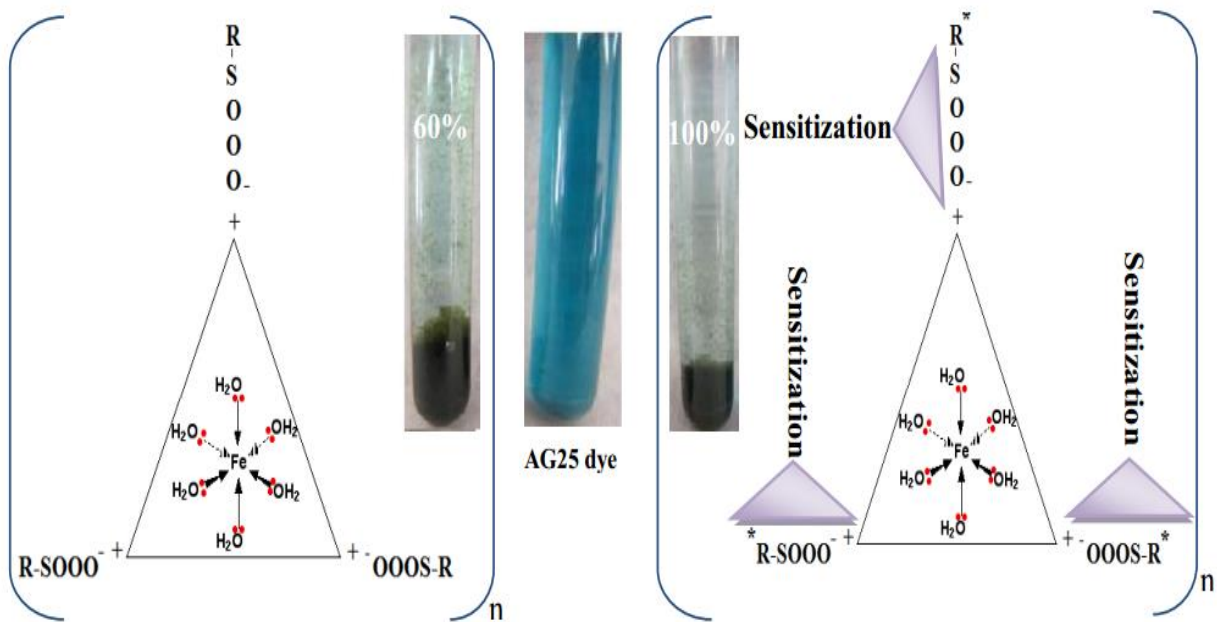 R
-
S
O
O
O-
+
H2O
H2O
OH2
Fe
H2O
OH2
H2O
R-SOOO- +
+ -OOOS-R
n
60%
AG25 dye
100%
Sensitization
R*
-
S
O
O
O-
+
Sensitization
Sensitization
H2O
H2O
OH2
Fe
H2O
OH2
H2O
*R-SOOO- +
+ -OOOS-R*
n